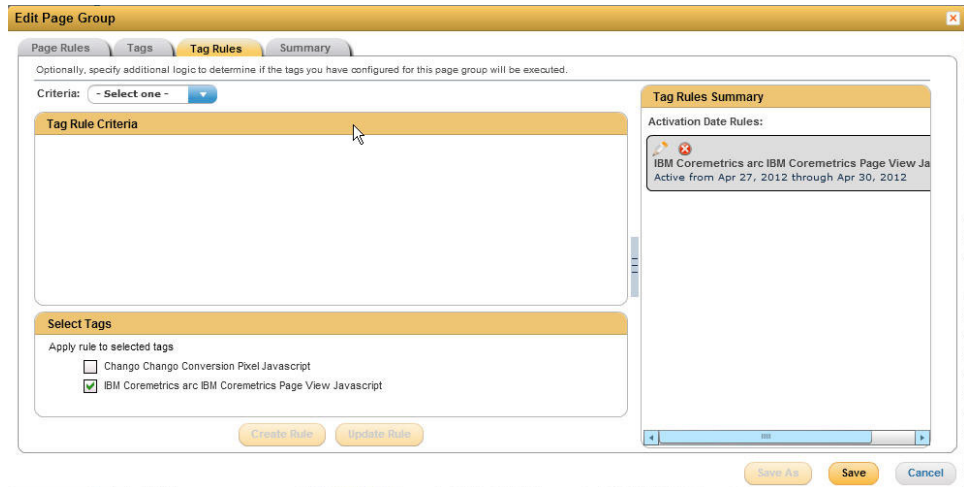 Edit Page Group
Page Rules Tags Tag Rules Summary
Optionally, specify additional logic to determine if the tags you have configured for this page group will be executed.
Criteria: - Select one -
Tag Rule Criteria
Select Tags
Apply rule to selected tags
Chango Chango Conversion Pixel Javascript
IBM Coremetrics arc IBM Coremetrics Page View Javascript
Create Rule Update Rule
Tag Rules Summary
Activation Date Rules:
IBM Coremetrics arc IBM Coremetrics Page View Ja
Active from Apr 27, 2012 through Apr 30, 2012
Save As Save Cancel